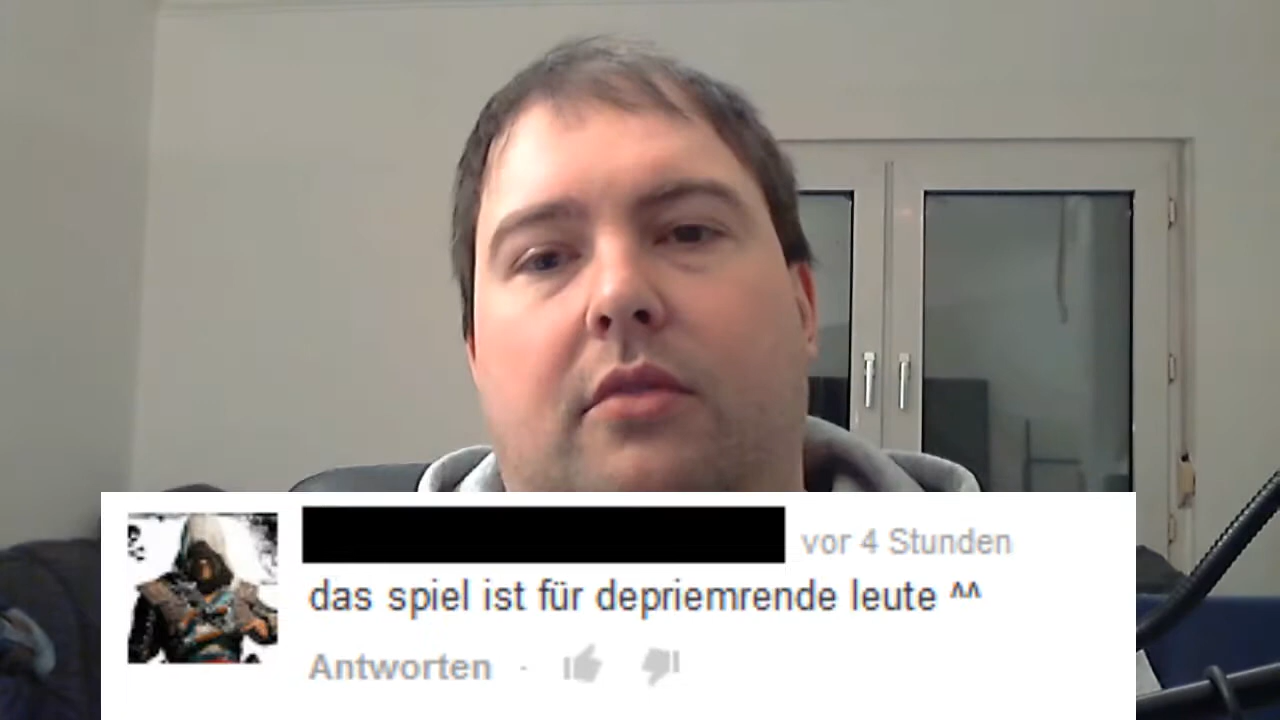 vor 4 Stunden
das spiel ist für depriemrende leute ^^
Antworten